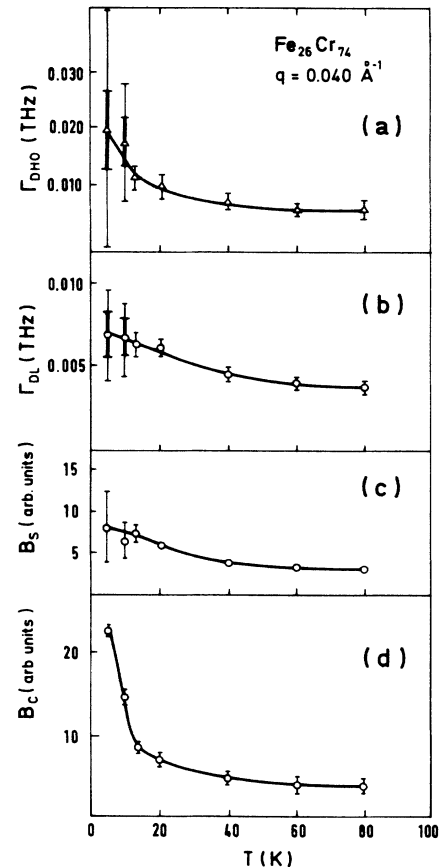 Fe26Cr74
q = 0.040 Å-1
0.030
0.020
0.010
ΓDHO (THz)
(a)
0.010
0.005
ΓDL (THz)
(b)
15
10
5
BS (arb. units)
(c)
20
10
BC (arb units)
(d)
0 20 40 60 80 100
T (K)